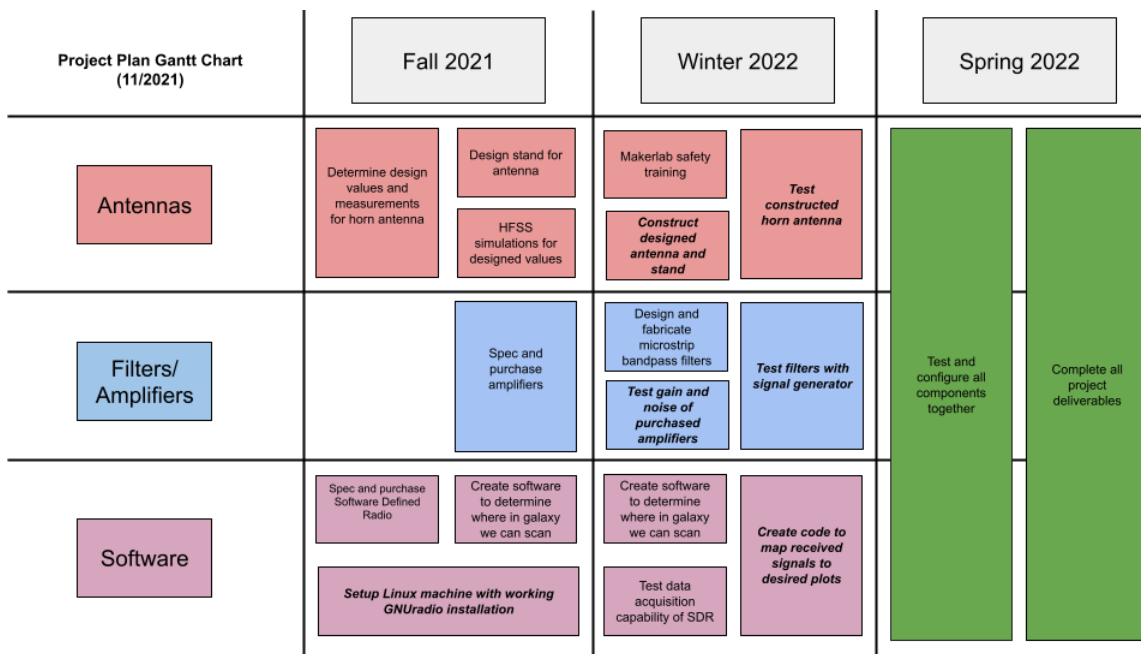 Project Plan Gantt Chart
(11/2021)
Fall 2021
Winter 2022
Spring 2022
Antennas
Determine design
values and
measurements
for horn antenna
Design stand for
antenna
HFSS
simulations for
designed values
Makerlab safety
training
Construct
designed
antenna and
stand
Test
constructed
horn antenna
Filters/
Amplifiers
Spec and
purchase
amplifiers
Design and
fabricate
microstrip
bandpass filters
Test gain and
noise of
purchased
amplifiers
Test filters with
signal generator
Test and
configure all
components
together
Complete all
project
deliverables
Software
Spec and purchase
Software Defined
Radio
Create software
to determine
where in galaxy
we can scan
Setup Linux machine with working
GNUradio installation
Create software
to determine
where in galaxy
we can scan
Test data
acquisition
capability of SDR
Create code to
map received
signals to
desired plots